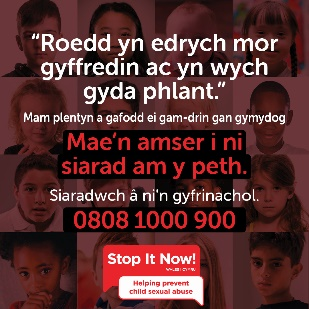 “Roedd yn edrych mor
gyffredin ac yn wych
gyda phlant.”
Mam plentyn a gafodd ei gam-drin gan gymydog
Mae’n amser i ni
siarad am y peth.
Siaradwch â ni’n gyfrinachol.
0808 1000 900
Stop It Now!
WALES | CYMRU
Helping prevent
child sexual abuse